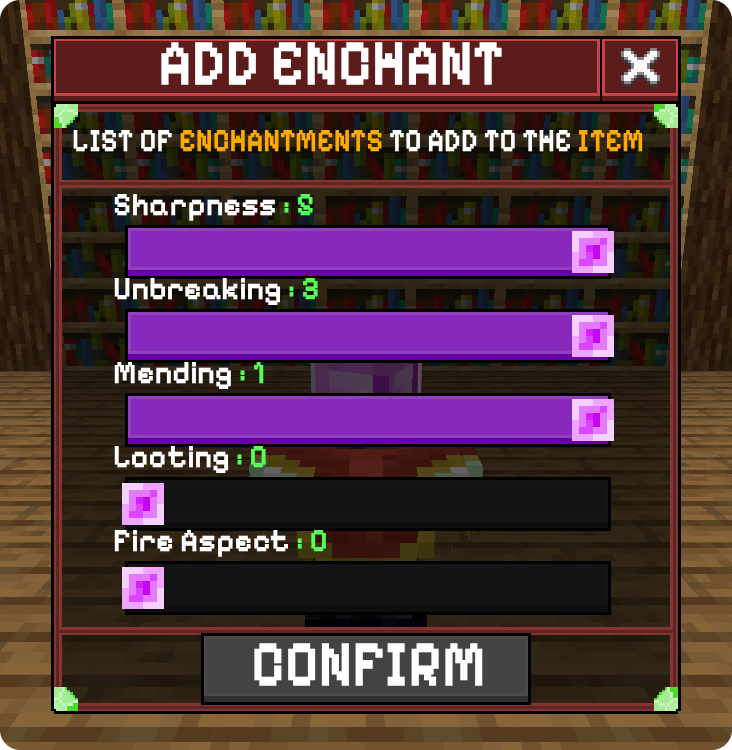 ADD ENCHANT X
LIST OF ENCHANTMENTS TO ADD TO THE ITEM
Sharpness : 5
Unbreaking : 3
Mending : 1
Looting : 0
Fire Aspect : 0
CONFIRM